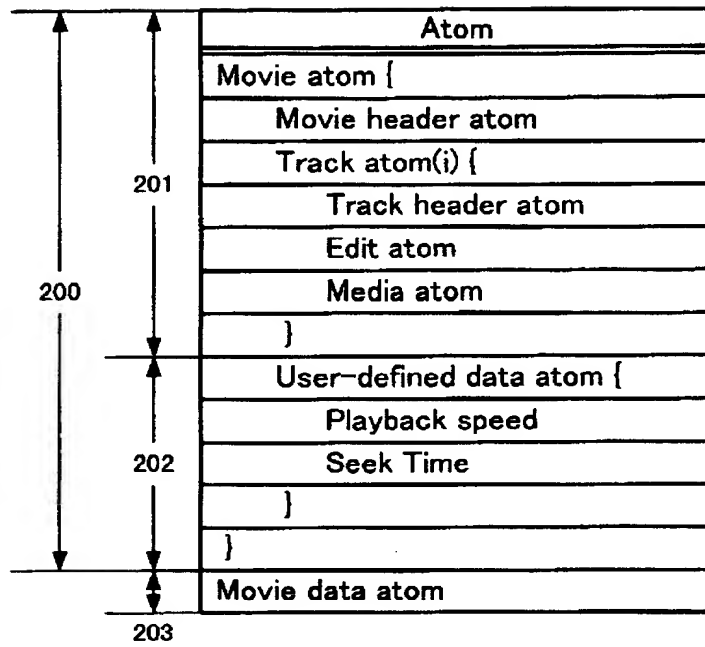 Atom
Movie atom {
Movie header atom
Track atom(i) {
201
Track header atom
Edit atom
200
Media atom
}
User-defined data atom {
Playback speed
202
Seek Time
}
}
Movie data atom
203